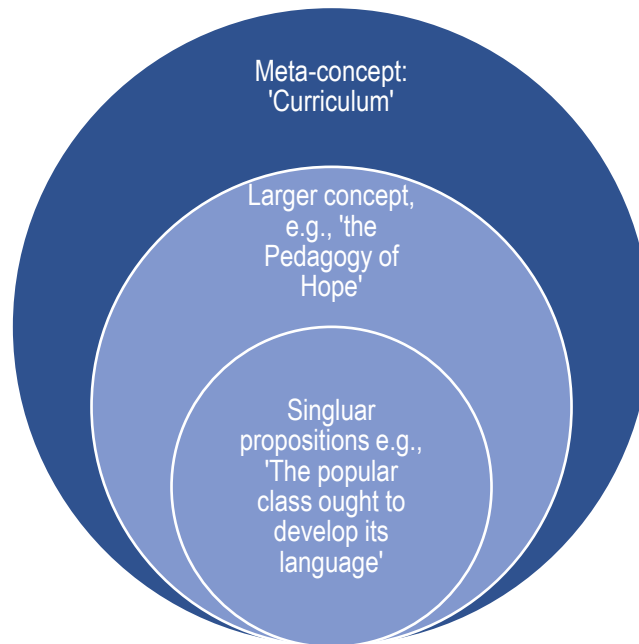 Meta-concept:
'Curriculum'
Larger concept,
e.g., 'the
Pedagogy of
Hope'
Singluar
propositions e.g.,
'The popular
class ought to
develop its
language'